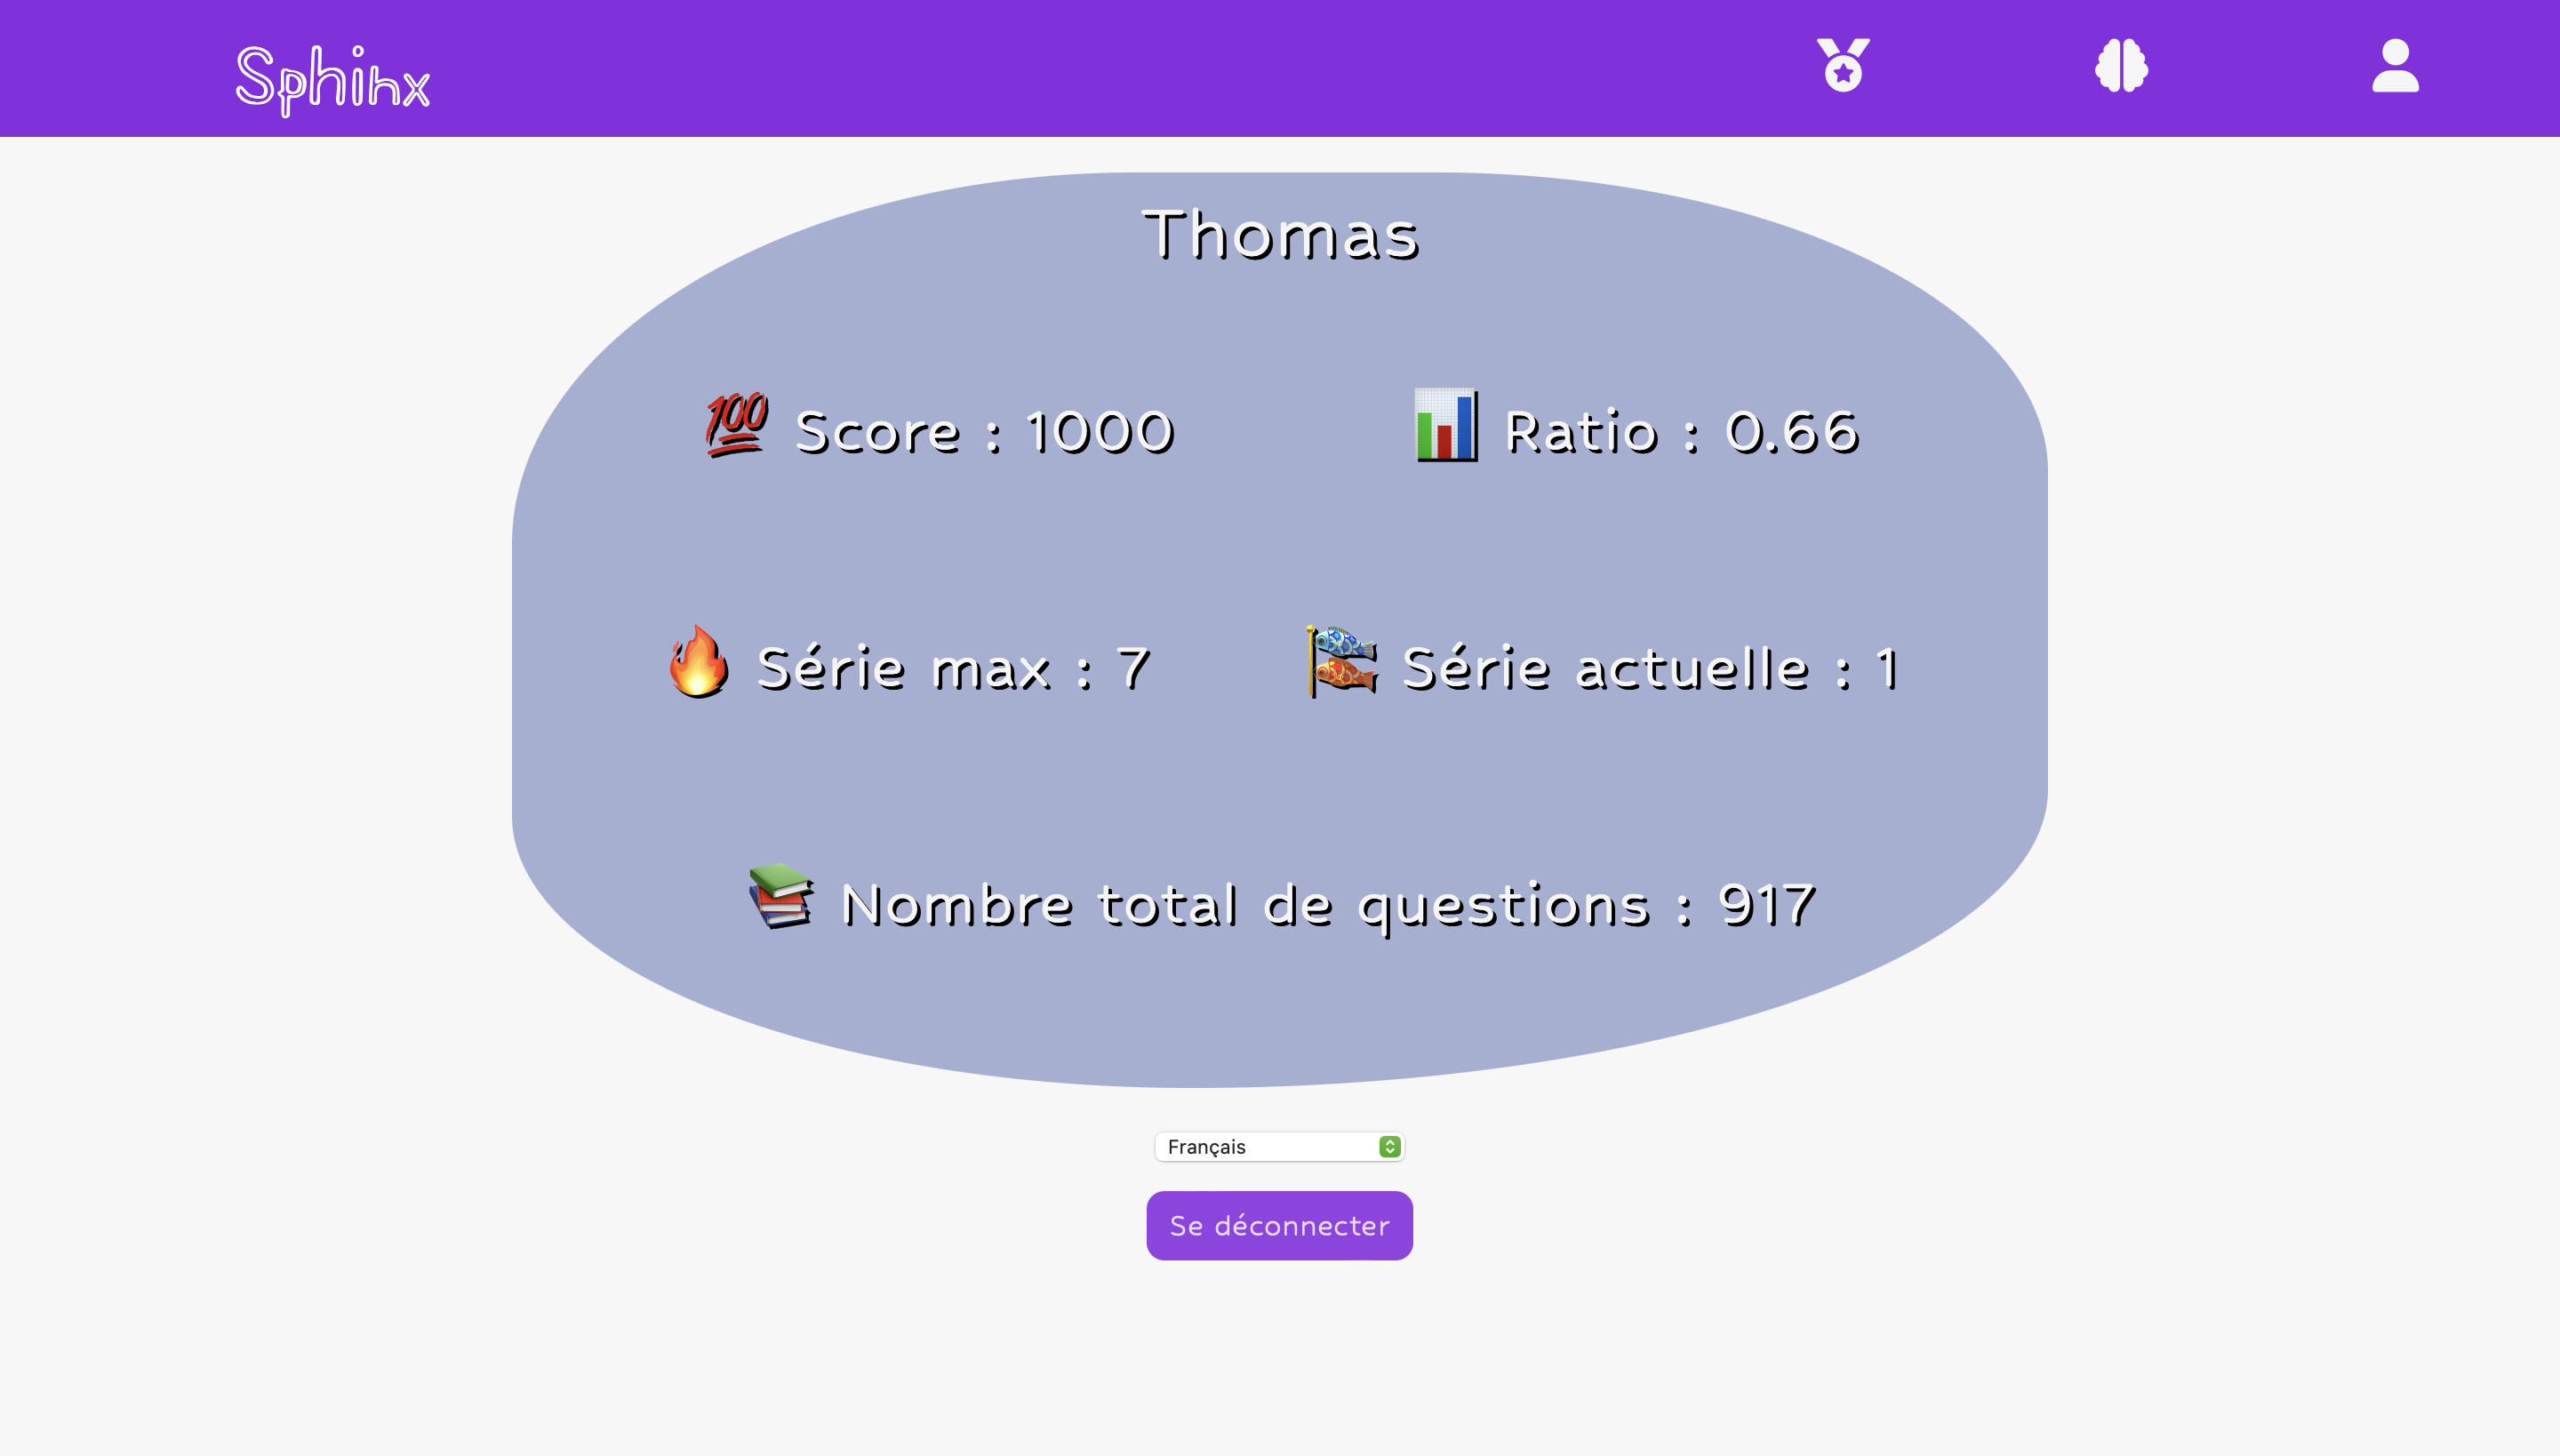 Sphinx
Thomas
💯 Score : 1000
📊 Ratio : 0.66
🔥 Série max : 7
🎏 Série actuelle : 1
📚 Nombre total de questions : 917
Français
Se déconnecter